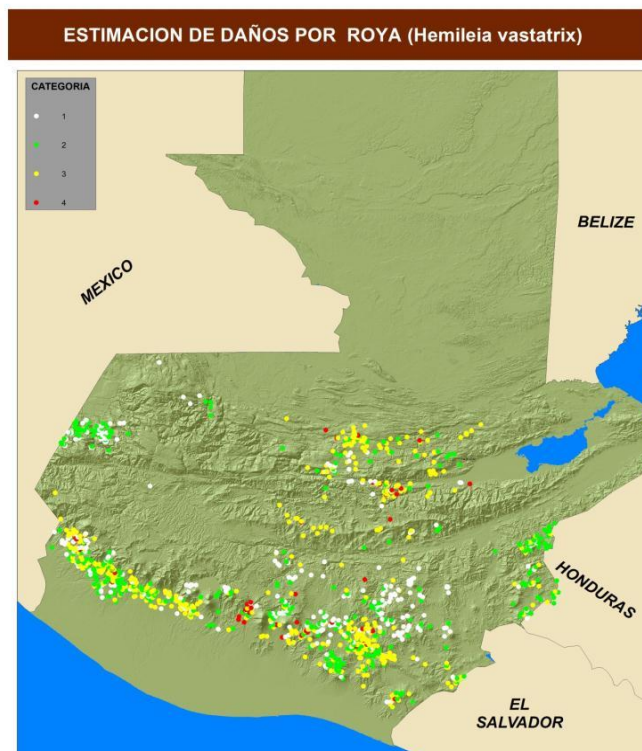 ESTIMACION DE DAÑOS POR ROYA (Hemileia vastatrix)
CATEGORIA
1
2
3
4
BELIZE
MEXICO
HONDURAS
EL
SALVADOR